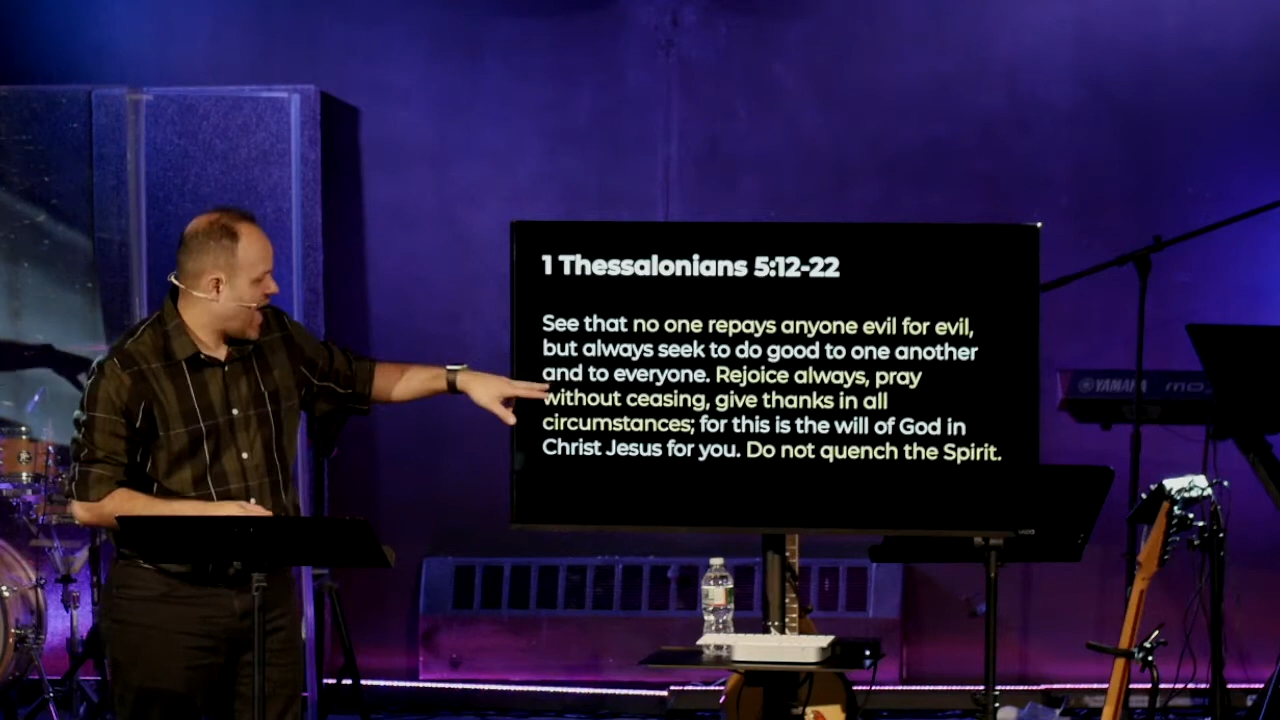 1 Thessalonians 5:12-22
See that no one repays anyone evil for evil,
but always seek to do good to one another
and to everyone. Rejoice always, pray
without ceasing, give thanks in all
circumstances; for this is the will of God in
Christ Jesus for you. Do not quench the Spirit.
YAMAHA